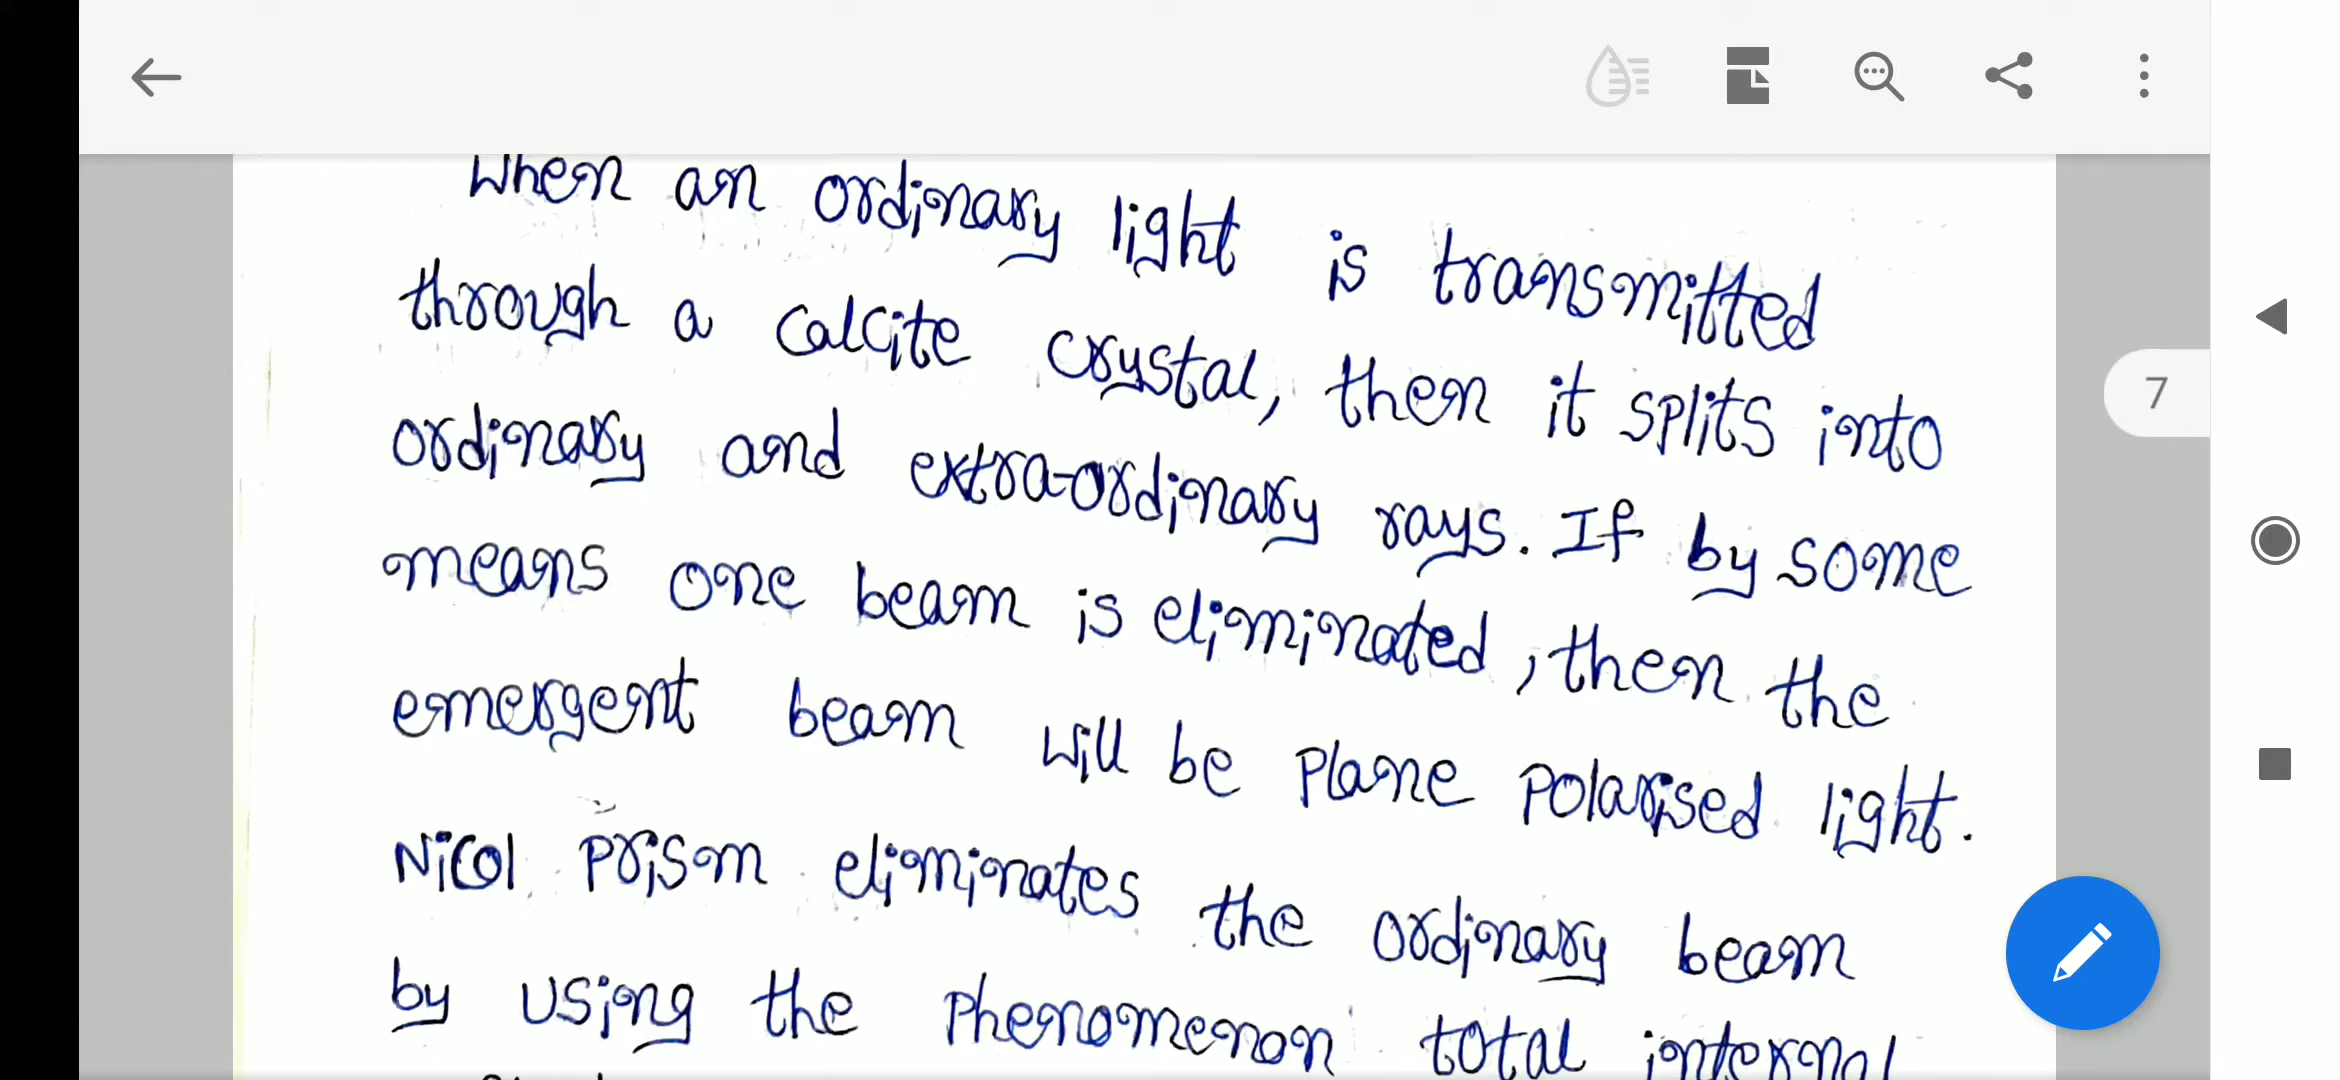 When an ordinary light is transmitted
through a calcite crystal, then it splits into
ordinary and extra-ordinary rays. If by some
means one beam is eliminated, then the
emergent beam will be plane polarised light.
Nicol prism eliminates the ordinary beam
by using the phenomenon total internal
7